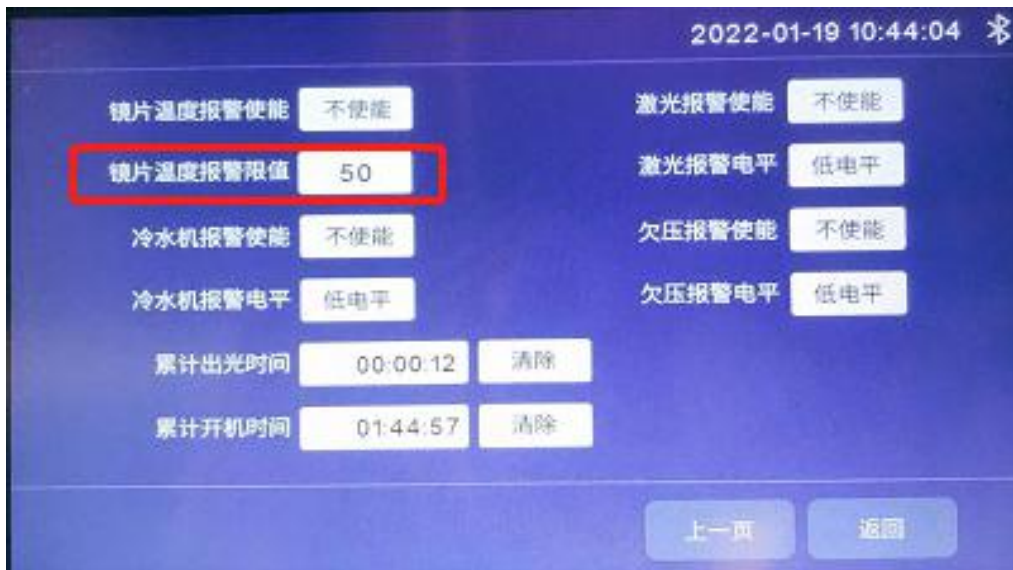 2022-01-19 10:44:04
镜片温度报警使能 不使能 激光报警使能 不使能
镜片温度报警限值 50 激光报警电平 低电平
冷水机报警使能 不使能 欠压报警使能 不使能
冷水机报警电平 低电平 欠压报警电平 低电平
累计出光时间 00:00:12 清除
累计开机时间 01:44:57 清除
上一页 返回